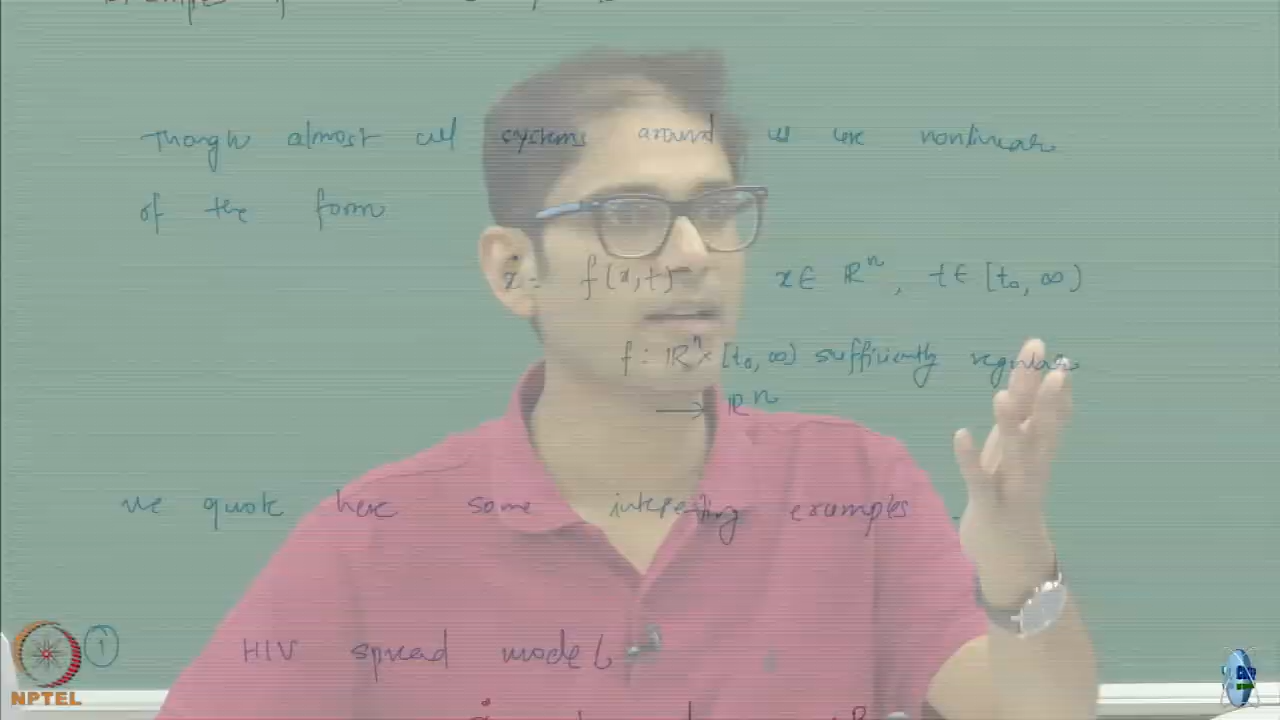 Though almost all systems around us are nonlinear
of the form
ẋ = f(x,t) x ∈ ℝⁿ, t ∈ [t₀, ∞)
f : ℝⁿ × [t₀, ∞) sufficiently regular
⟶ ℝⁿ
We quote here some interesting examples.
① HIV spread model
NPTEL